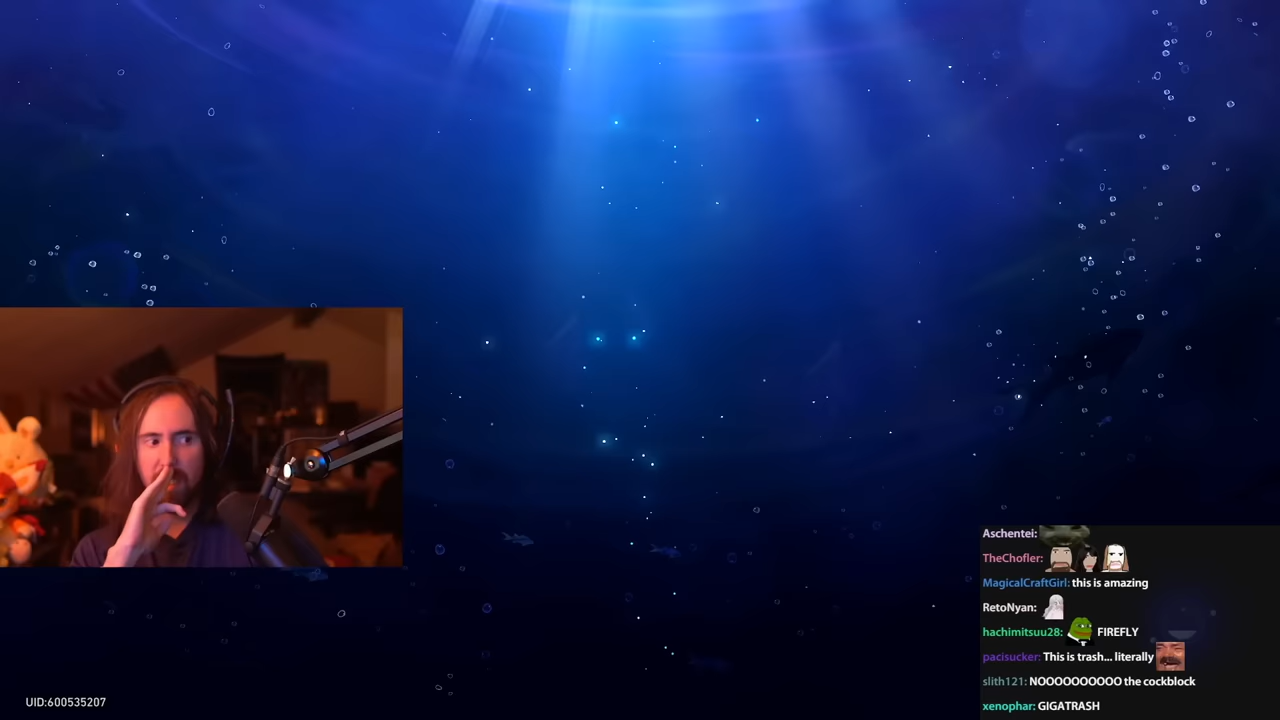 Aschentei:
TheChofler:
MagicalCraftGirl: this is amazing
RetoNyan:
hachimitsuu28: FIREFLY
pacisucker: This is trash... literally
slith121: NOOOOOOOOOO the cockblock
xenophar: GIGATRASH
UID:600535207